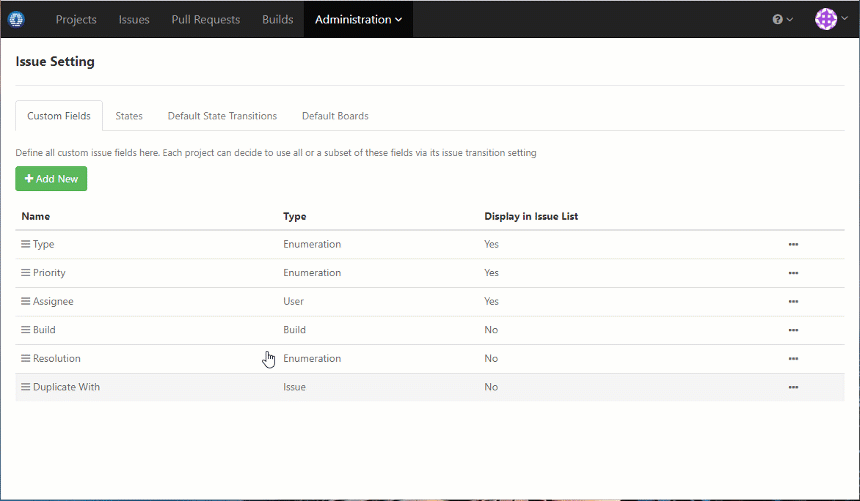 Projects Issues Pull Requests Builds Administration
Issue Setting
Custom Fields States Default State Transitions Default Boards
Define all custom issue fields here. Each project can decide to use all or a subset of these fields via its issue transition setting
Add New
Name Type Display in Issue List
Type Enumeration Yes
Priority Enumeration Yes
Assignee User Yes
Build Build No
Resolution Enumeration No
Duplicate With Issue No